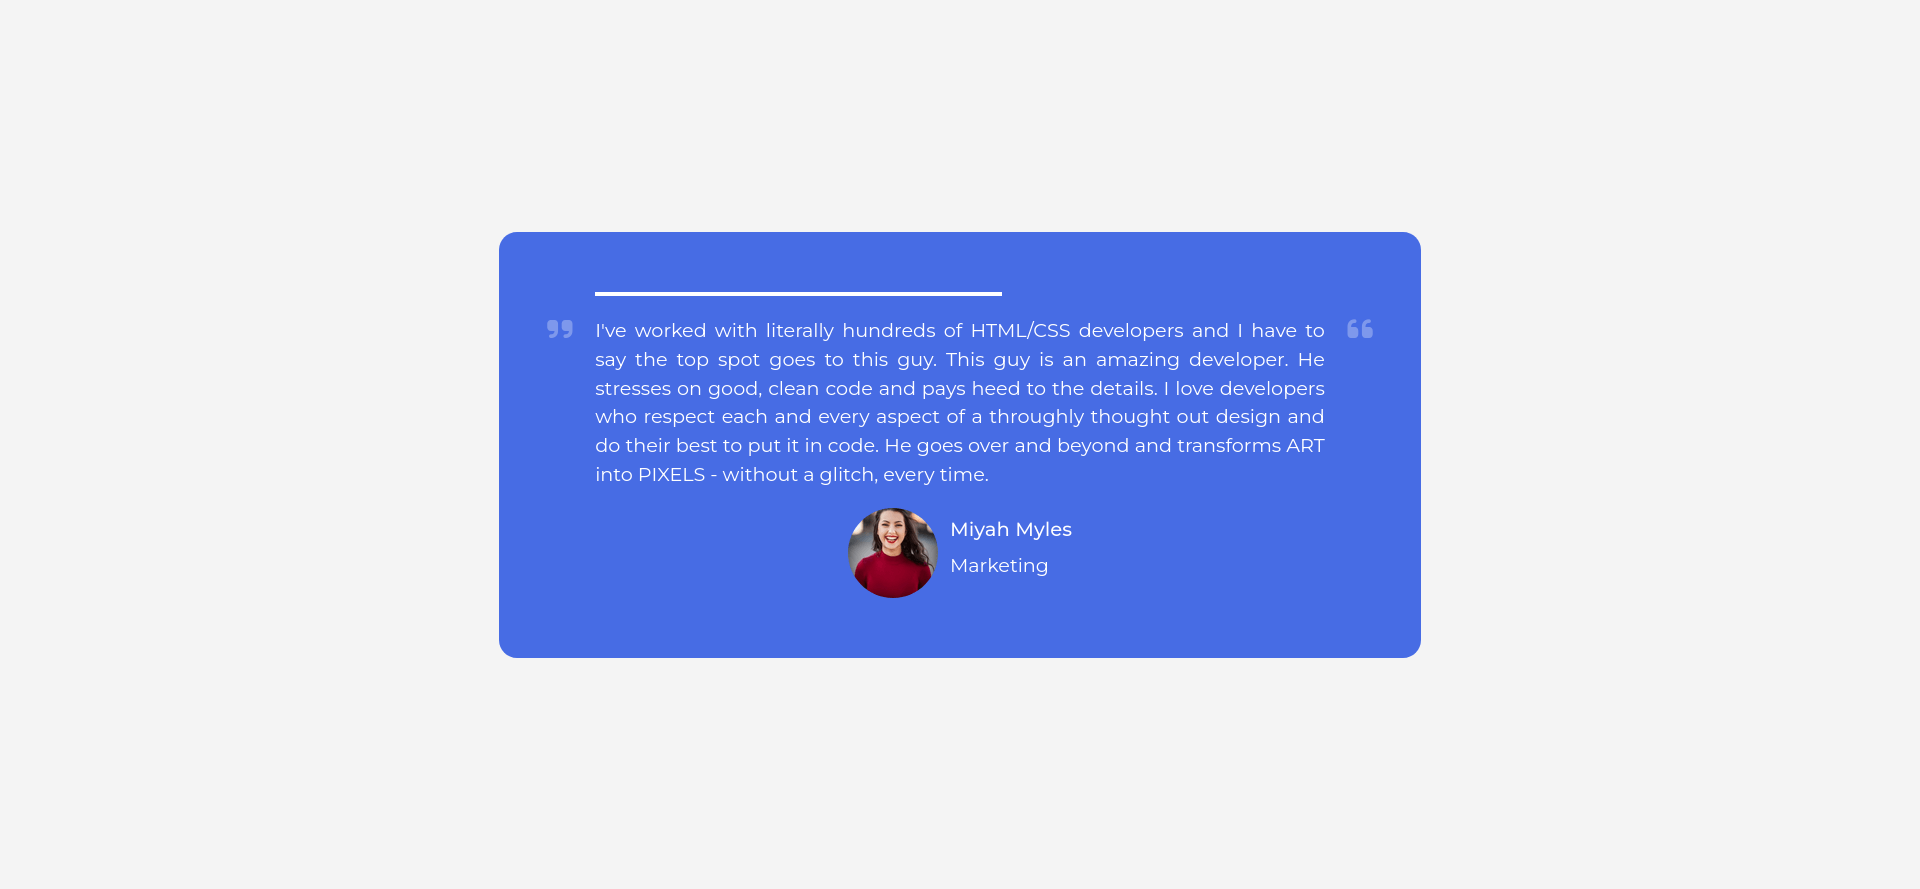 I've worked with literally hundreds of HTML/CSS developers and I have to
say the top spot goes to this guy. This guy is an amazing developer. He
stresses on good, clean code and pays heed to the details. I love developers
who respect each and every aspect of a throughly thought out design and
do their best to put it in code. He goes over and beyond and transforms ART
into PIXELS - without a glitch, every time.
Miyah Myles
Marketing